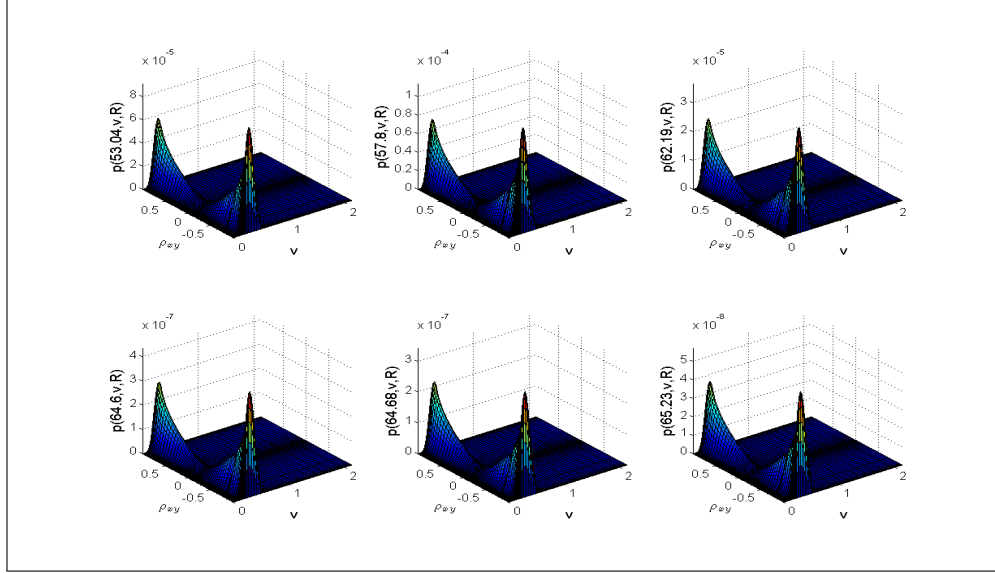 x 10^-5
8
6
4
2
0
p(53.04,v,R)
0.5
0
-0.5
ρxy
0
1
2
v
x 10^-4
1
0.8
0.6
0.4
0.2
0
p(57.8,v,R)
0.5
0
-0.5
ρxy
0
1
2
v
x 10^-5
3
2
1
0
p(62.19,v,R)
0.5
0
-0.5
ρxy
0
1
2
v
x 10^-7
4
3
2
1
0
p(64.6,v,R)
0.5
0
-0.5
ρxy
0
1
2
v
x 10^-7
3
2
1
0
p(64.68,v,R)
0.5
0
-0.5
ρxy
0
1
2
v
x 10^-8
5
4
3
2
1
0
p(65.23,v,R)
0.5
0
-0.5
ρxy
0
1
2
v